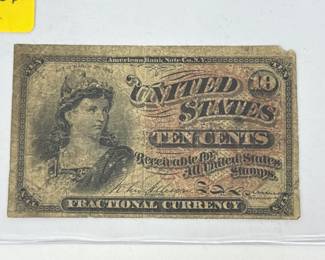 American Bank Note Co. N.Y.
UNITED
10
STATES
TEN CENTS
Receivable for
All United States
Stamps.
FRACTIONAL CURRENCY